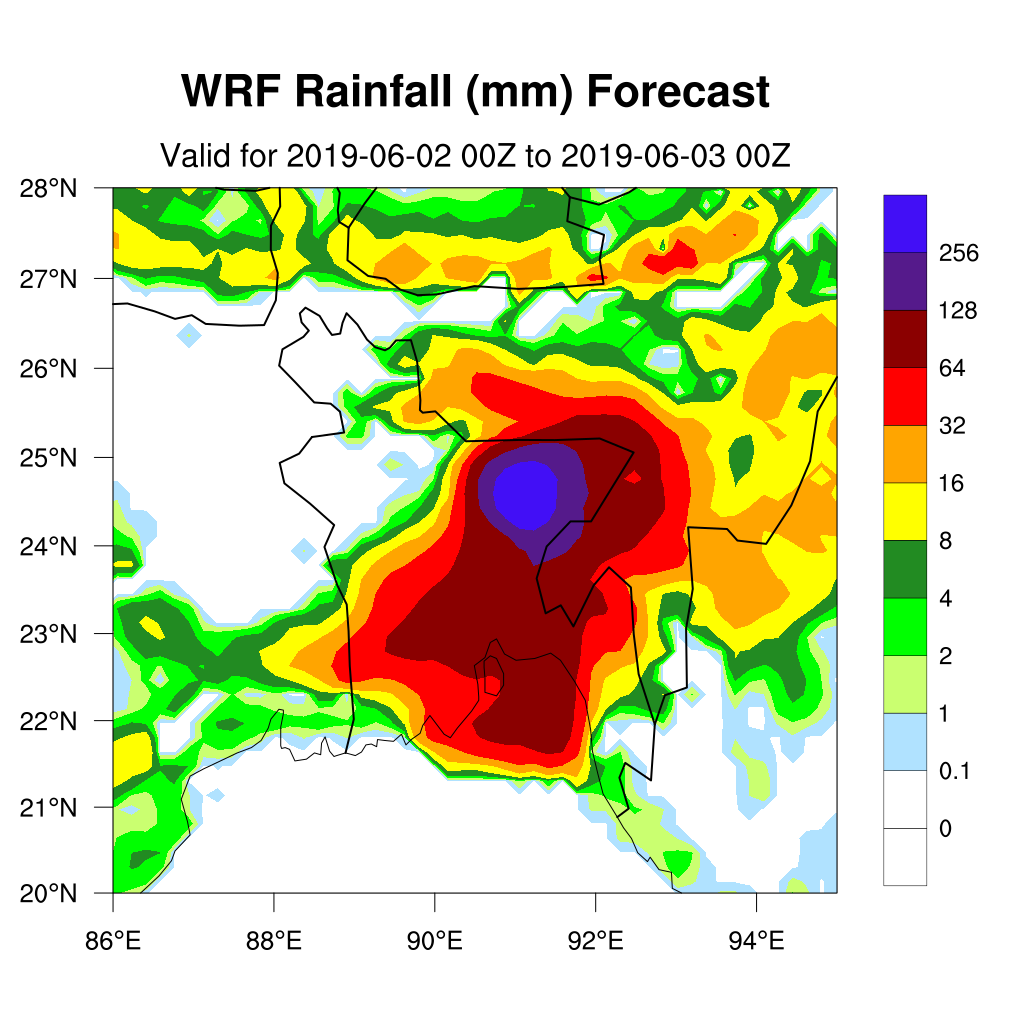 WRF Rainfall (mm) Forecast
Valid for 2019-06-02 00Z to 2019-06-03 00Z
28°N
27°N
26°N
25°N
24°N
23°N
22°N
21°N
20°N
86°E
88°E
90°E
92°E
94°E
256
128
64
32
16
8
4
2
1
0.1
0